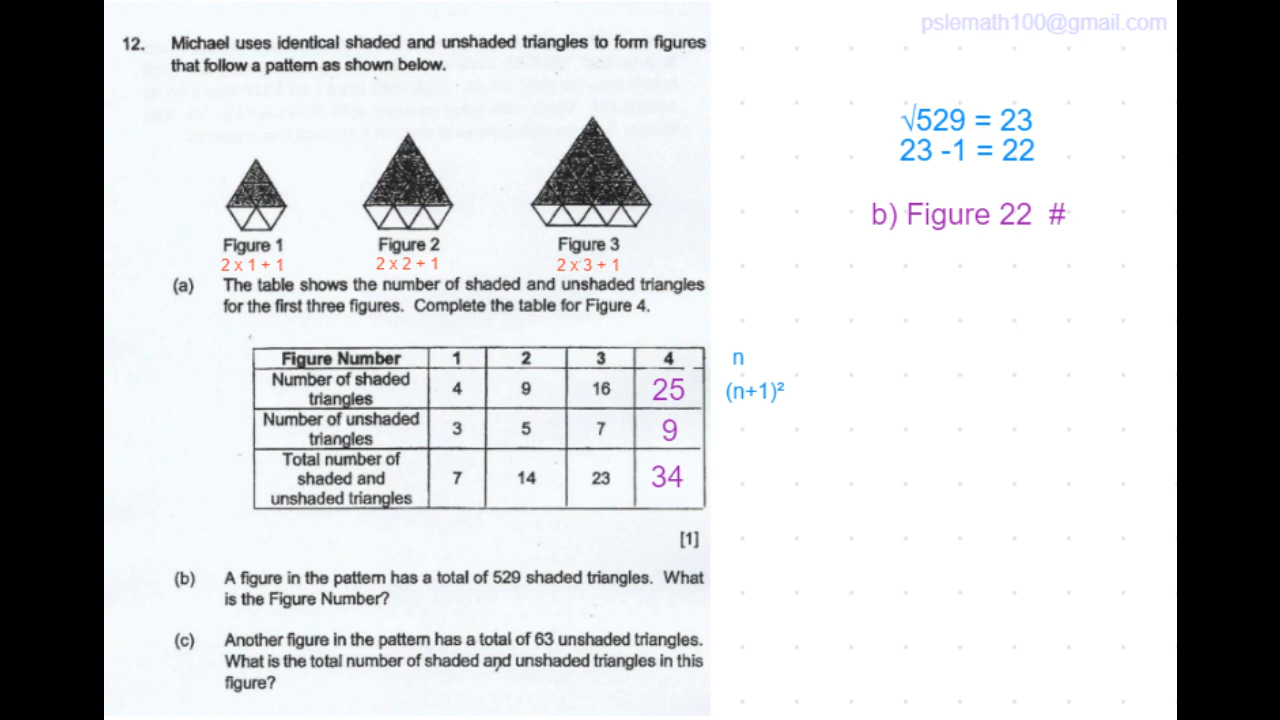 pslemath100@gmail.com
12. Michael uses identical shaded and unshaded triangles to form figures
that follow a pattern as shown below.
Figure 1 Figure 2 Figure 3
2 x 1 + 1 2 x 2 + 1 2 x 3 + 1
(a) The table shows the number of shaded and unshaded triangles
for the first three figures. Complete the table for Figure 4.
Figure Number 1 2 3 4
Number of shaded
triangles 4 9 16 25
Number of unshaded
triangles 3 5 7 9
Total number of
shaded and
unshaded triangles 7 14 23 34
[1]
(b) A figure in the pattern has a total of 529 shaded triangles. What
is the Figure Number?
(c) Another figure in the pattern has a total of 63 unshaded triangles.
What is the total number of shaded and unshaded triangles in this
figure?
√529 = 23
23 -1 = 22
b) Figure 22 #
n
(n+1)²